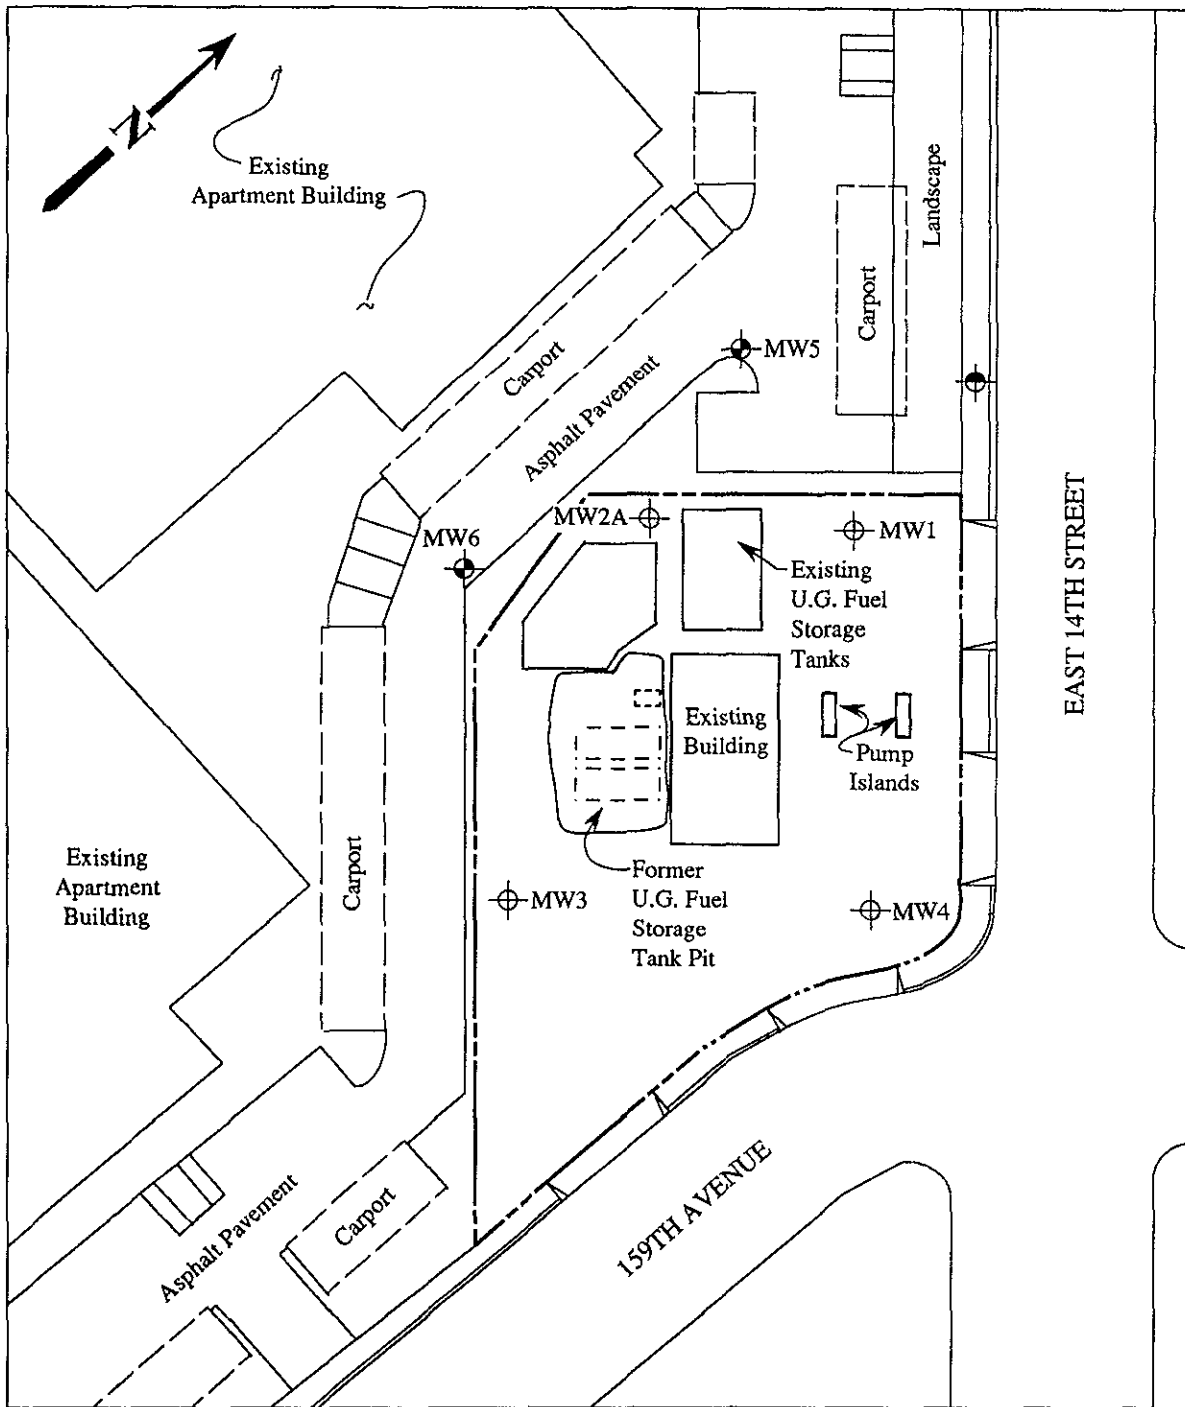 N
Existing
Apartment Building
Landscape
Carport
Carport
Asphalt Pavement
MW5
MW2A
MW1
MW6
Existing
U.G. Fuel
Storage
Tanks
EAST 14TH STREET
Existing
Building
Pump
Islands
Existing
Apartment
Building
Carport
MW3
Former
U.G. Fuel
Storage
Tank Pit
MW4
159TH AVENUE
Asphalt Pavement
Carport